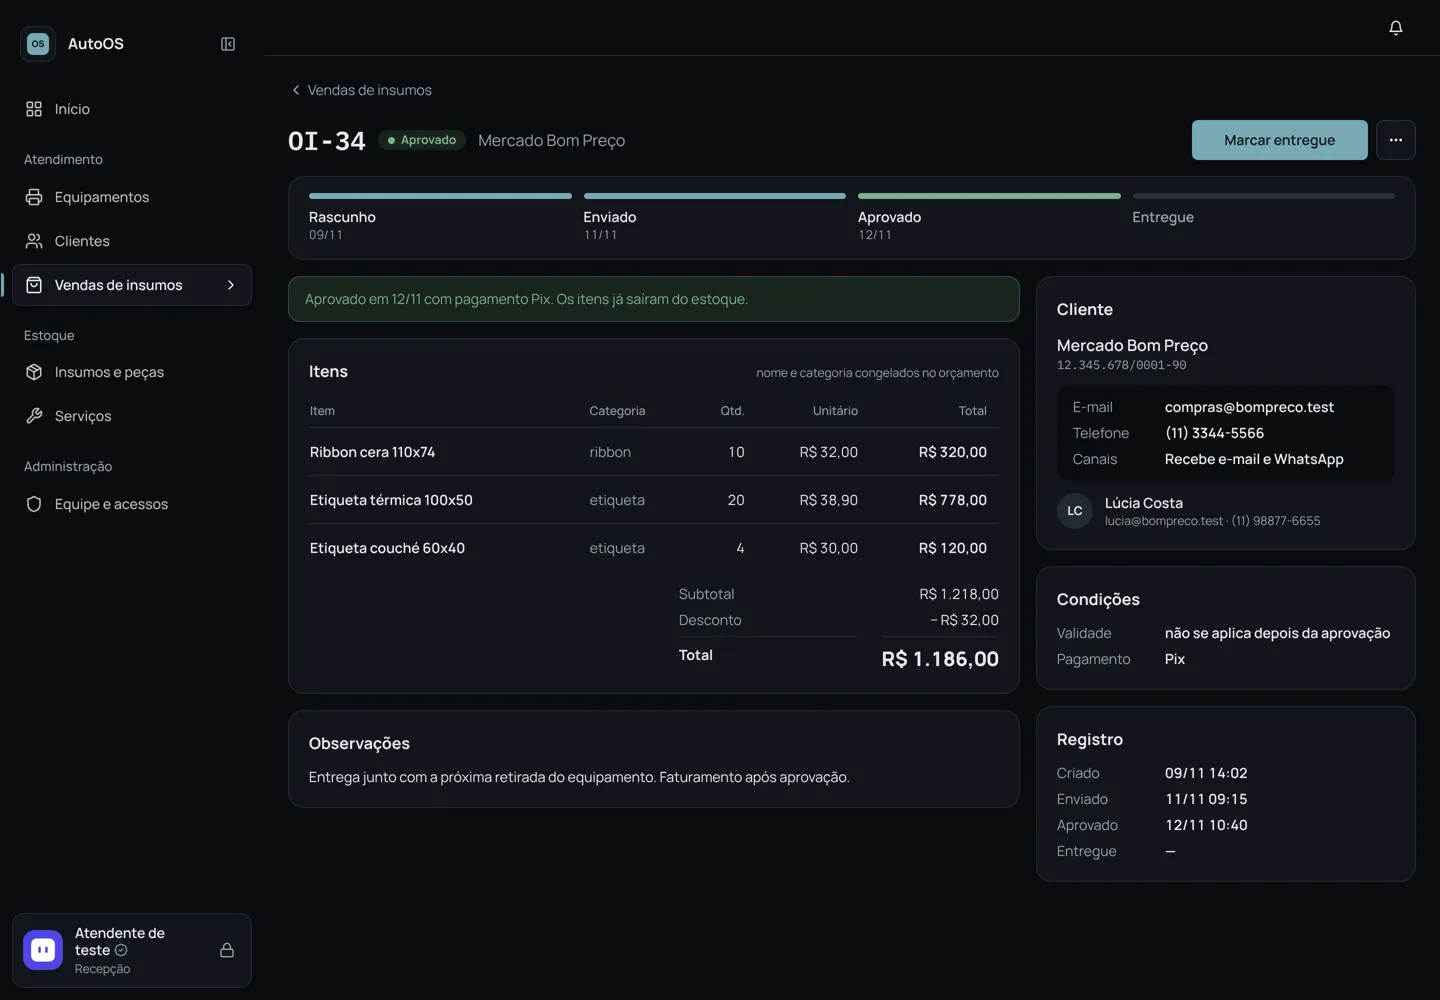 OS
AutoOS
Início
Atendimento
Equipamentos
Clientes
Vendas de insumos
Estoque
Insumos e peças
Serviços
Administração
Equipe e acessos
Atendente de
teste
Recepção
Vendas de insumos
OI-34
Aprovado
Mercado Bom Preço
Marcar entregue
Rascunho
09/11
Enviado
11/11
Aprovado
12/11
Entregue
Aprovado em 12/11 com pagamento Pix. Os itens já saíram do estoque.
Itens
nome e categoria congelados no orçamento
Item Categoria Qtd. Unitário Total
Ribbon cera 110x74 ribbon 10 R$ 32,00 R$ 320,00
Etiqueta térmica 100x50 etiqueta 20 R$ 38,90 R$ 778,00
Etiqueta couché 60x40 etiqueta 4 R$ 30,00 R$ 120,00
Subtotal R$ 1.218,00
Desconto − R$ 32,00
Total R$ 1.186,00
Observações
Entrega junto com a próxima retirada do equipamento. Faturamento após aprovação.
Cliente
Mercado Bom Preço
12.345.678/0001-90
E-mail compras@bompreco.test
Telefone (11) 3344-5566
Canais Recebe e-mail e WhatsApp
LC
Lúcia Costa
lucia@bompreco.test · (11) 98877-6655
Condições
Validade não se aplica depois da aprovação
Pagamento Pix
Registro
Criado 09/11 14:02
Enviado 11/11 09:15
Aprovado 12/11 10:40
Entregue —